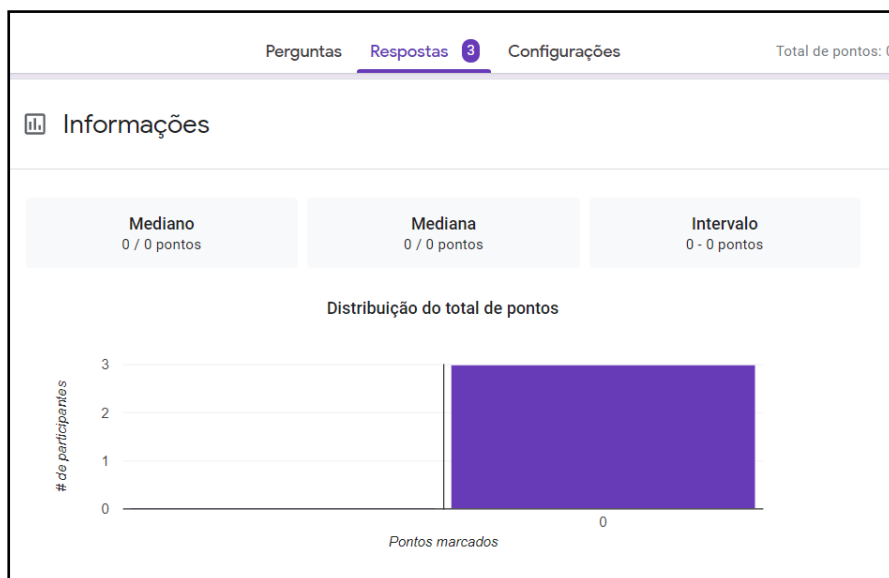 Perguntas Respostas 3 Configurações Total de pontos: 0
Informações
Mediano Mediana Intervalo
0 / 0 pontos 0 / 0 pontos 0 - 0 pontos
Distribuição do total de pontos
# de participantes
3
2
1
0
0
Pontos marcados